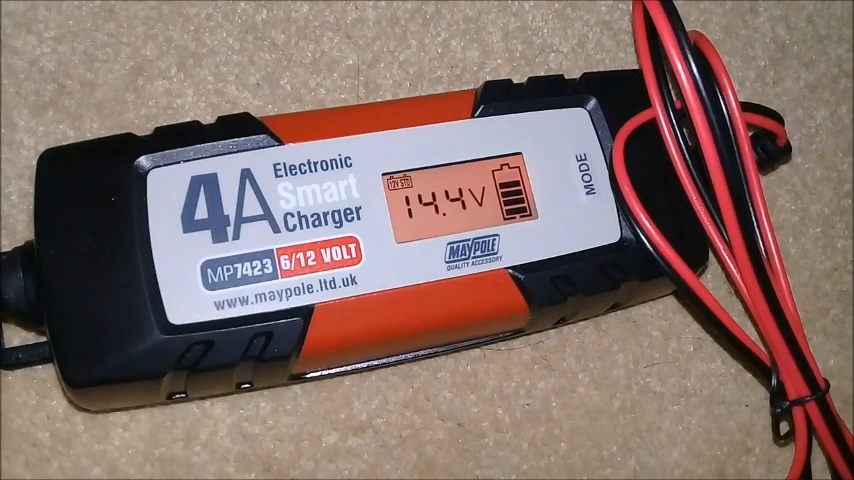 4A
Electronic
Smart
Charger
MP7423 6/12 VOLT
www.maypole.ltd.uk
12V STD
14.4V
MAYPOLE
QUALITY ACCESSORY
MODE